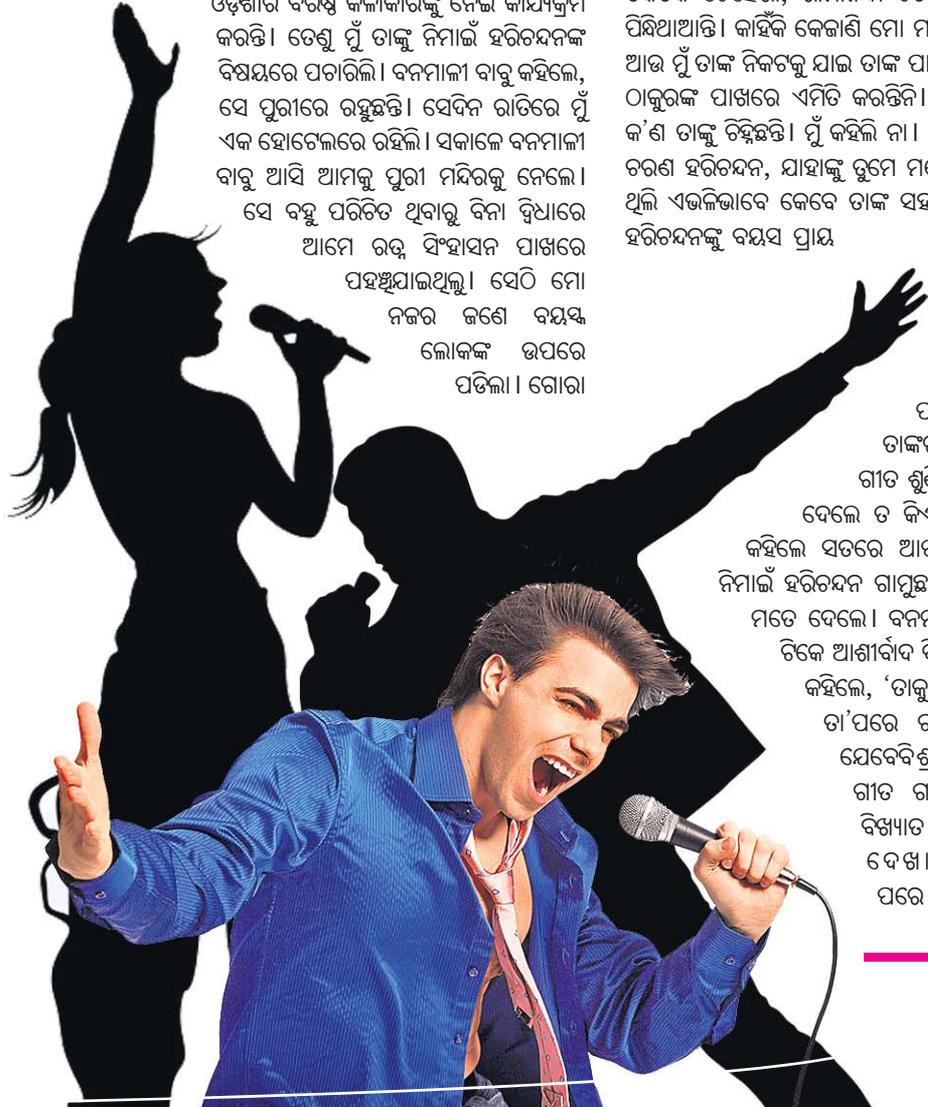 ଓଡ଼ିଶାର ବରିଷ୍ଠ କଳାକାରଙ୍କୁ ନେଇ କାର୍ଯ୍ୟକ୍ରମ
କରନ୍ତି। ତେଣୁ ମୁଁ ତାଙ୍କୁ ନିମାଇଁ ହରିଚନ୍ଦନଙ୍କ
ବିଷୟରେ ପଚାରିଲି। ବନମାଳୀ ବାବୁ କହିଲେ,
ସେ ପୁରୀରେ ରହୁଛନ୍ତି। ସେଦିନ ରାତିରେ ମୁଁ
ଏକ ହୋଟେଲରେ ରହିଲି। ସକାଳେ ବନମାଳୀ
ବାବୁ ଆସି ଆମକୁ ପୁରୀ ମନ୍ଦିରକୁ ନେଲେ।
ସେ ବହୁ ପରିଚିତ ଥିବାରୁ ବିନା ଦ୍ୱିଧାରେ
ଆମେ ରତ୍ନ ସିଂହାସନ ପାଖରେ
ପହଞ୍ଚିଯାଇଥିଲୁ। ସେଠି ମୋ
ନଜର ଜଣେ ବୟସ୍କ
ଲୋକଙ୍କ ଉପରେ
ପଡିଲା। ଗୋରା
ପିନ୍ଧିଥାଆନ୍ତି। କାହିଁକି କେଜାଣି ମୋ
ଆଉ ମୁଁ ତାଙ୍କ ନିକଟକୁ ଯାଇ ତାଙ୍କ
ଠାକୁରଙ୍କ ପାଖରେ ଏମିତି କରନ୍ତିନି।
କ'ଣ ତାଙ୍କୁ ଚିହ୍ନିଛନ୍ତି। ମୁଁ କହିଲି ନା।
ଚରଣ ହରିଚନ୍ଦନ, ଯାହାଙ୍କୁ ତୁମେ
ଥିଲି ଏଭଳିଭାବେ କେବେ ତାଙ୍କ
ହରିଚନ୍ଦନଙ୍କୁ ବୟସ ପ୍ରାୟ
ଗୀତ
ଦେଲେ ତ
କହିଲେ ସତରେ
ନିମାଇଁ ହରିଚନ୍ଦନ
ମତେ ଦେଲେ।
ଟିକେ ଆଶୀର୍ବାଦ
କହିଲେ,
ତା'ପରେ
ଗୀତ
ବିଖ୍ୟାତ
ପରେ